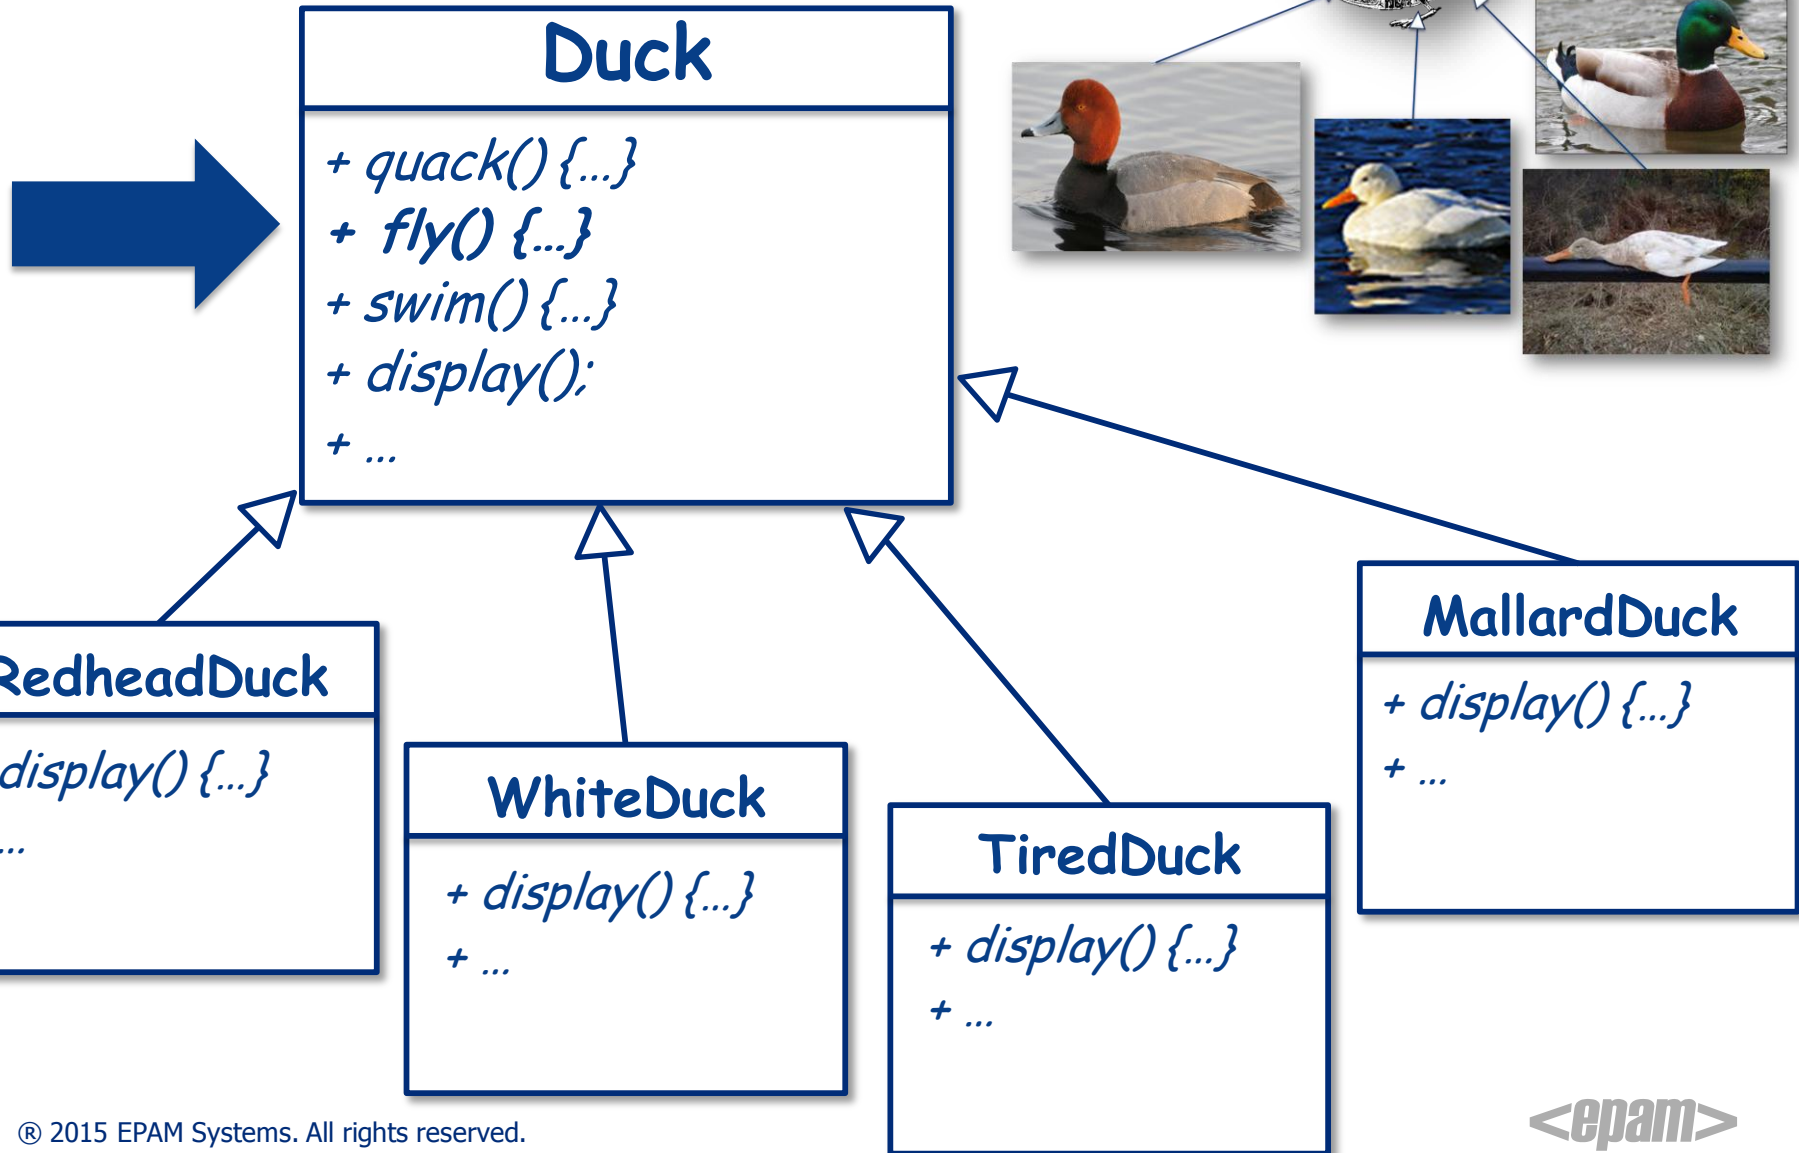 Duck
+ quack() {...}
+ fly() {...}
+ swim() {...}
+ display();
+ ...
RedheadDuck
display() {...}
...
WhiteDuck
+ display() {...}
+ ...
TiredDuck
+ display() {...}
+ ...
MallardDuck
+ display() {...}
+ ...
® 2015 EPAM Systems. All rights reserved.
<epam>